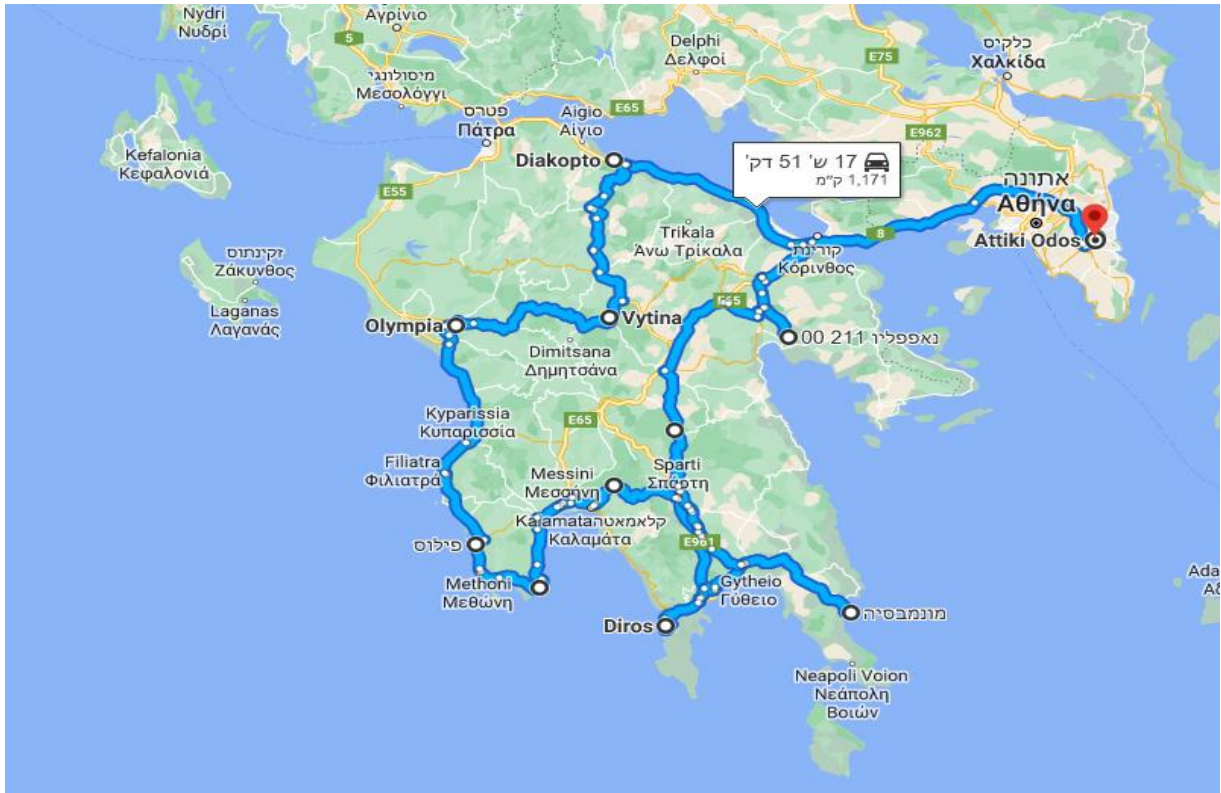 Nydri
Νυδρί
Αγρίνιο
5
מיסולונגי
Μεσολόγγι
Delphi
Δελφοί
E75
כלקיס
Χαλκίδα
פטרס
Πάτρα
Aigio
Αίγιο
E65
E962
Kefalonia
Κεφαλονιά
Diakopto
17 ש' 51 דק'
1,171 ק"מ
אתונה
Αθήνα
E55
Trikala
Άνω Τρίκαλα
8
Attiki Odos
קורינת
Κόρινθος
זקינתוס
Ζάκυνθος
Laganas
Λαγανάς
E65
Olympia
Vytina
נאפפליו 211 00
Dimitsana
Δημητσάνα
Kyparissia
Κυπαρισσία
E65
Filiatra
Φιλιατρά
Messini
Μεσσήνη
Sparti
Σπάρτη
Kalamata קלאמאטה
Καλαμάτα
פילוס
E961
Methoni
Μεθώνη
Gytheio
Γύθειο
Diros
מונמבסיה
Ada
Αδ
Neapoli Voion
Νεάπολη
Βοιών